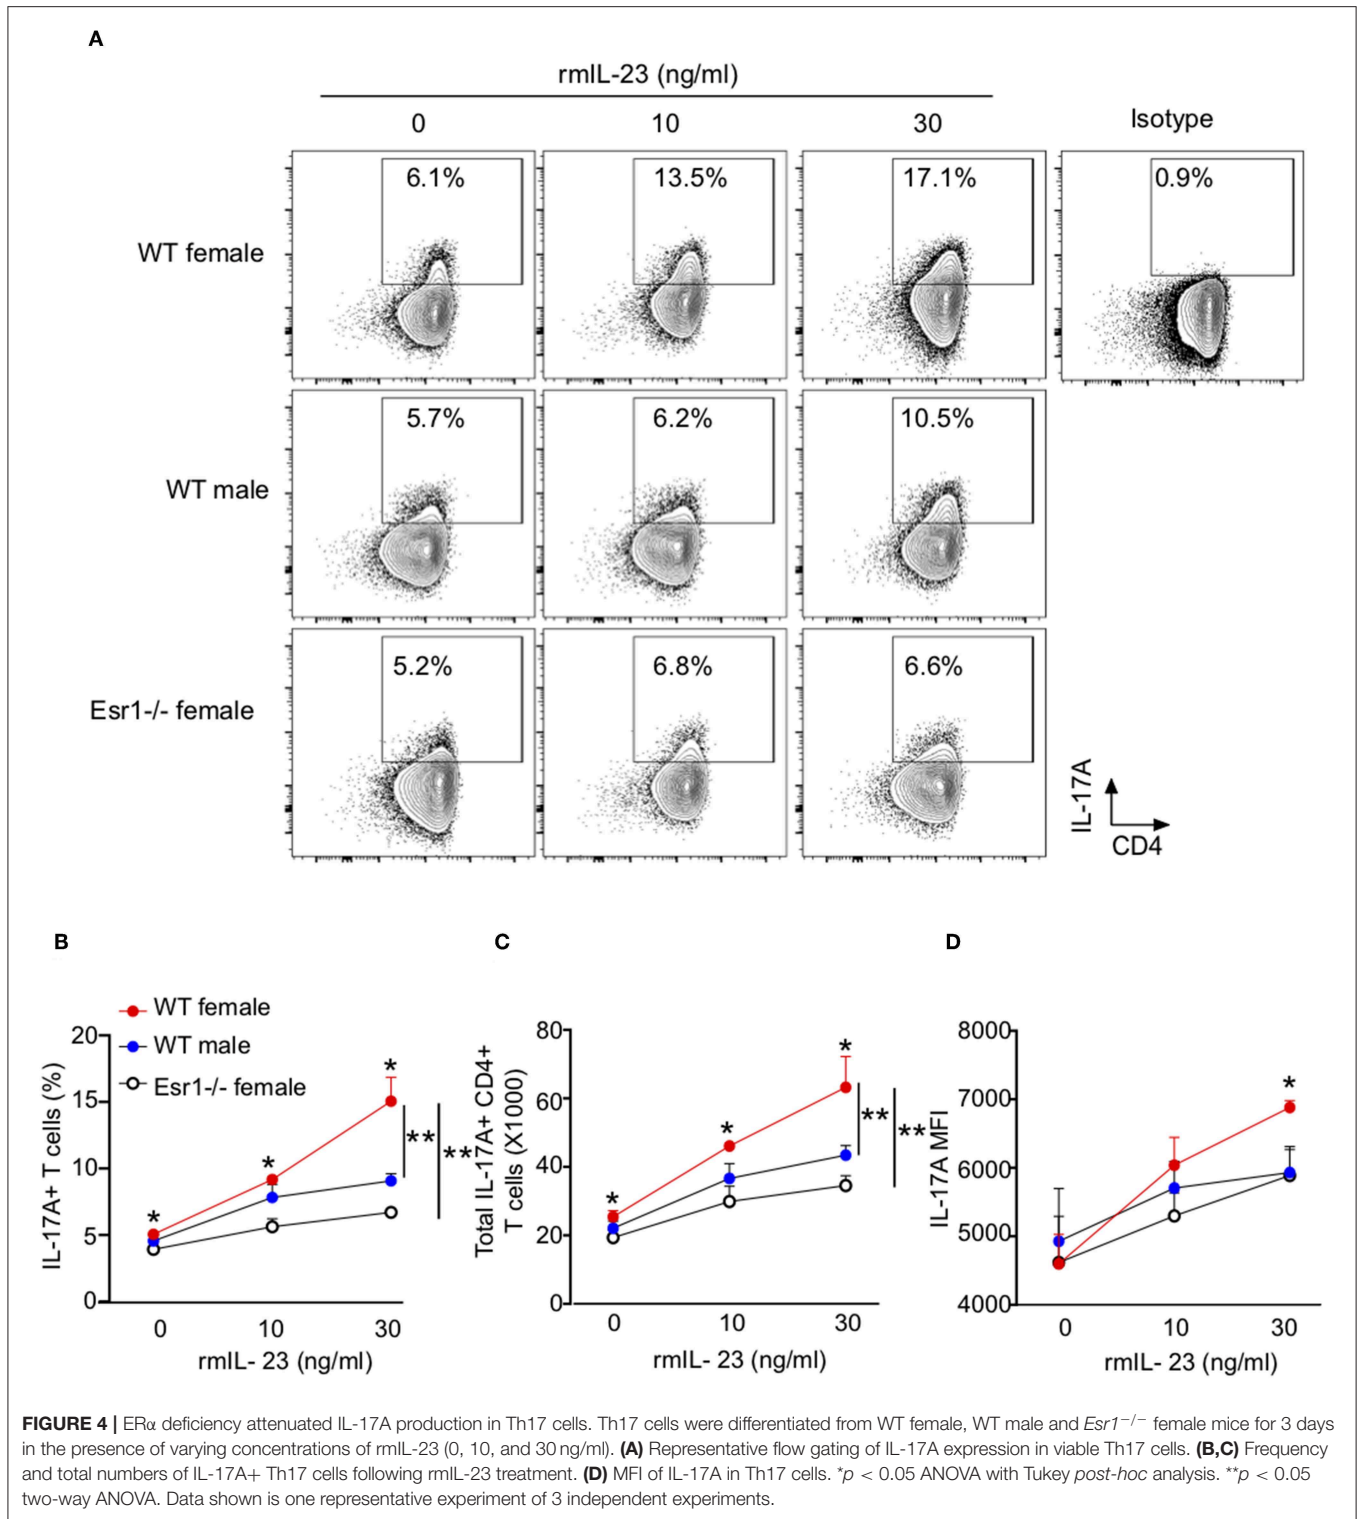 A
rmIL-23 (ng/ml)
0 10 30 Isotype
6.1% 13.5% 17.1% 0.9%
WT female
5.7% 6.2% 10.5%
WT male
5.2% 6.8% 6.6%
Esr1-/- female
IL-17A
CD4
B
WT female
WT male
Esr1-/- female
IL-17A+ T cells (%)
20
15
10
5
0
*
*
*
**
**
0 10 30
rmIL- 23 (ng/ml)
C
Total IL-17A+ CD4+
T cells (X1000)
80
60
40
20
0
*
*
*
**
**
0 10 30
rmIL- 23 (ng/ml)
D
IL-17A MFI
8000
7000
6000
5000
4000
*
0 10 30
rmIL- 23 (ng/ml)
FIGURE 4 | ERα deficiency attenuated IL-17A production in Th17 cells. Th17 cells were differentiated from WT female, WT male and Esr1−/− female mice for 3 days
in the presence of varying concentrations of rmIL-23 (0, 10, and 30 ng/ml). (A) Representative flow gating of IL-17A expression in viable Th17 cells. (B,C) Frequency
and total numbers of IL-17A+ Th17 cells following rmIL-23 treatment. (D) MFI of IL-17A in Th17 cells. *p < 0.05 ANOVA with Tukey post-hoc analysis. **p < 0.05
two-way ANOVA. Data shown is one representative experiment of 3 independent experiments.